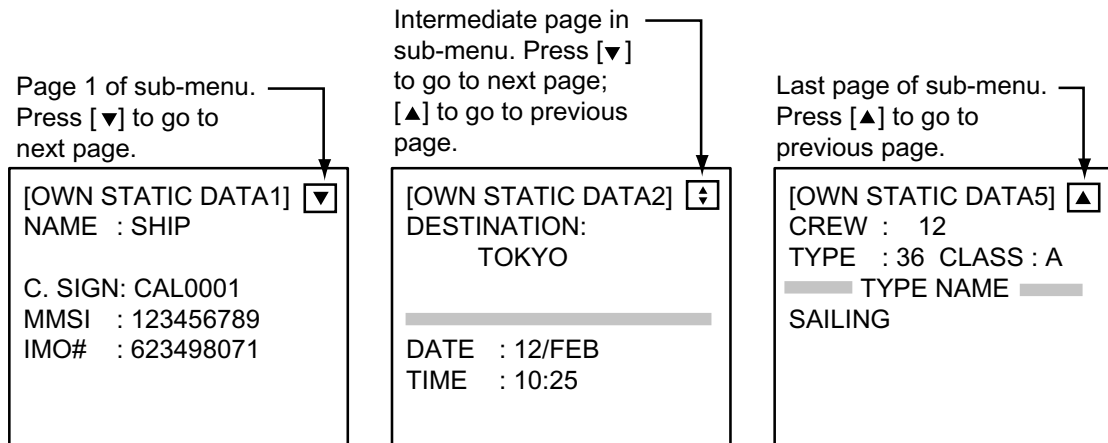 Page 1 of sub-menu.
Press [▼] to go to
next page.
[OWN STATIC DATA1] ▼
NAME : SHIP
C. SIGN: CAL0001
MMSI : 123456789
IMO# : 623498071
Intermediate page in
sub-menu. Press [▼]
to go to next page;
[▲] to go to previous
page.
[OWN STATIC DATA2]
DESTINATION:
TOKYO
DATE : 12/FEB
TIME : 10:25
Last page of sub-menu.
Press [▲] to go to
previous page.
[OWN STATIC DATA5] ▲
CREW : 12
TYPE : 36 CLASS : A
TYPE NAME
SAILING